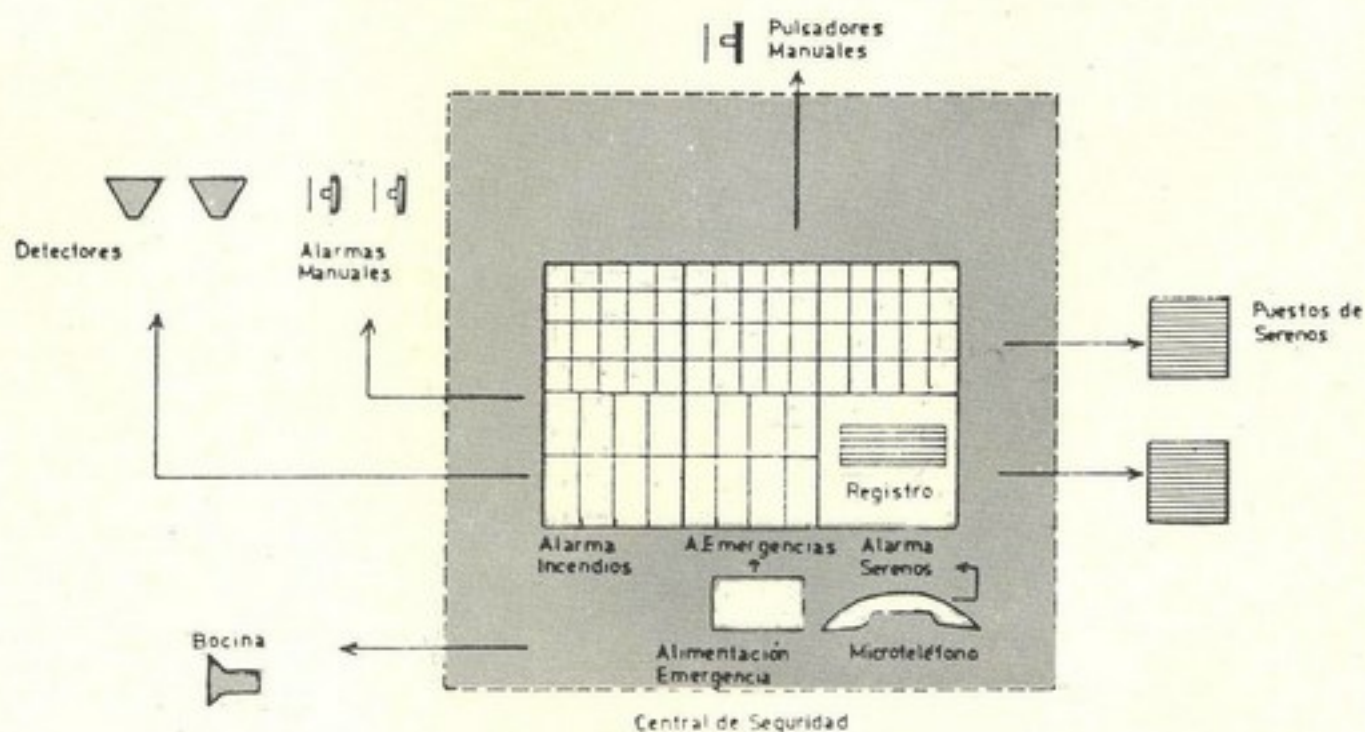 Pulsadores
Manuales
Detectores
Alarmas
Manuales
Puestos de
Serenos
Registro
Alarma
Incendios
A.Emergencias
Alarma
Serenos
Bocina
Alimentación
Emergencia
Microteléfono
Central de Seguridad